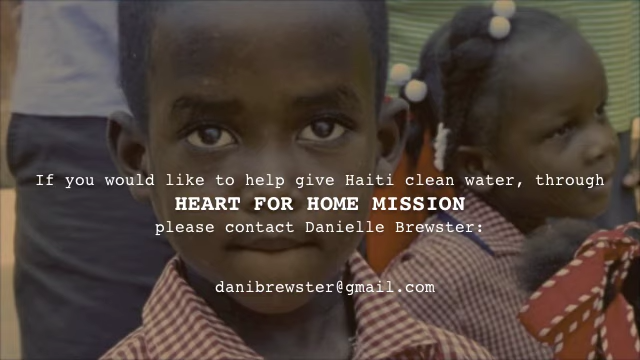 If you would like to help give Haiti clean water, through
HEART FOR HOME MISSION
please contact Danielle Brewster:
danibrewster@gmail.com